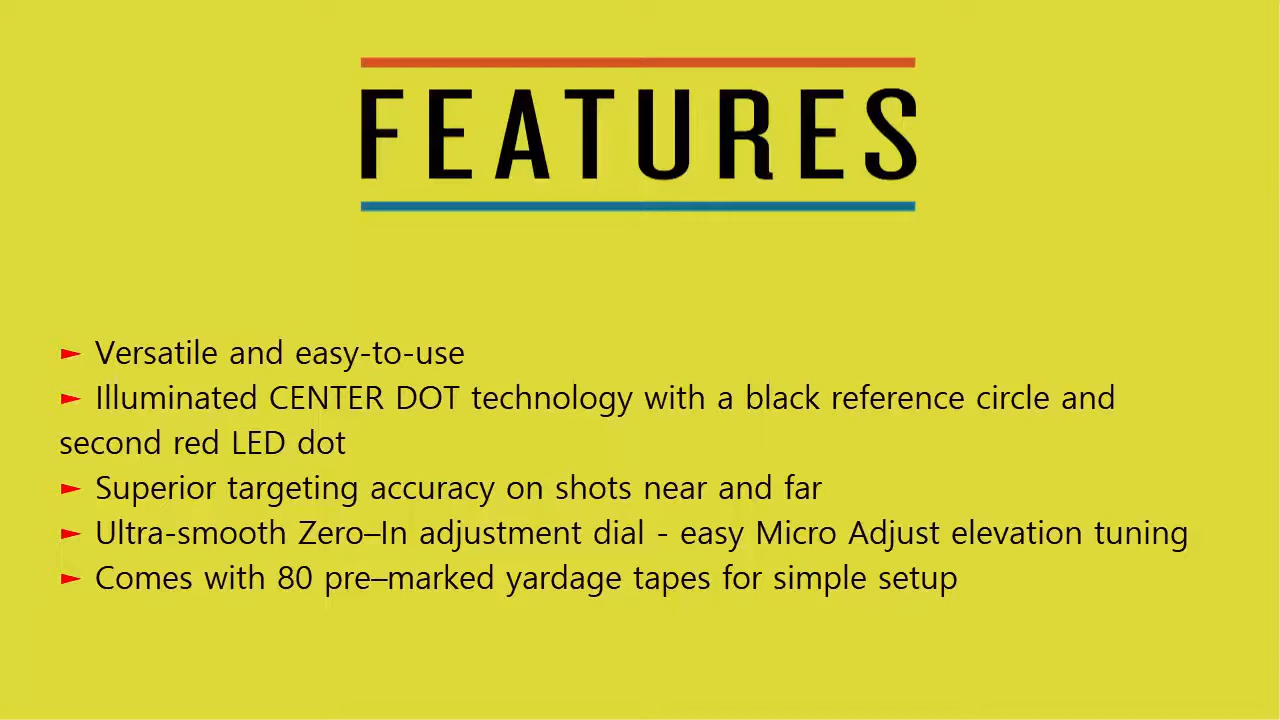 FEATURES
► Versatile and easy-to-use
► Illuminated CENTER DOT technology with a black reference circle and
second red LED dot
► Superior targeting accuracy on shots near and far
► Ultra-smooth Zero–In adjustment dial - easy Micro Adjust elevation tuning
► Comes with 80 pre–marked yardage tapes for simple setup